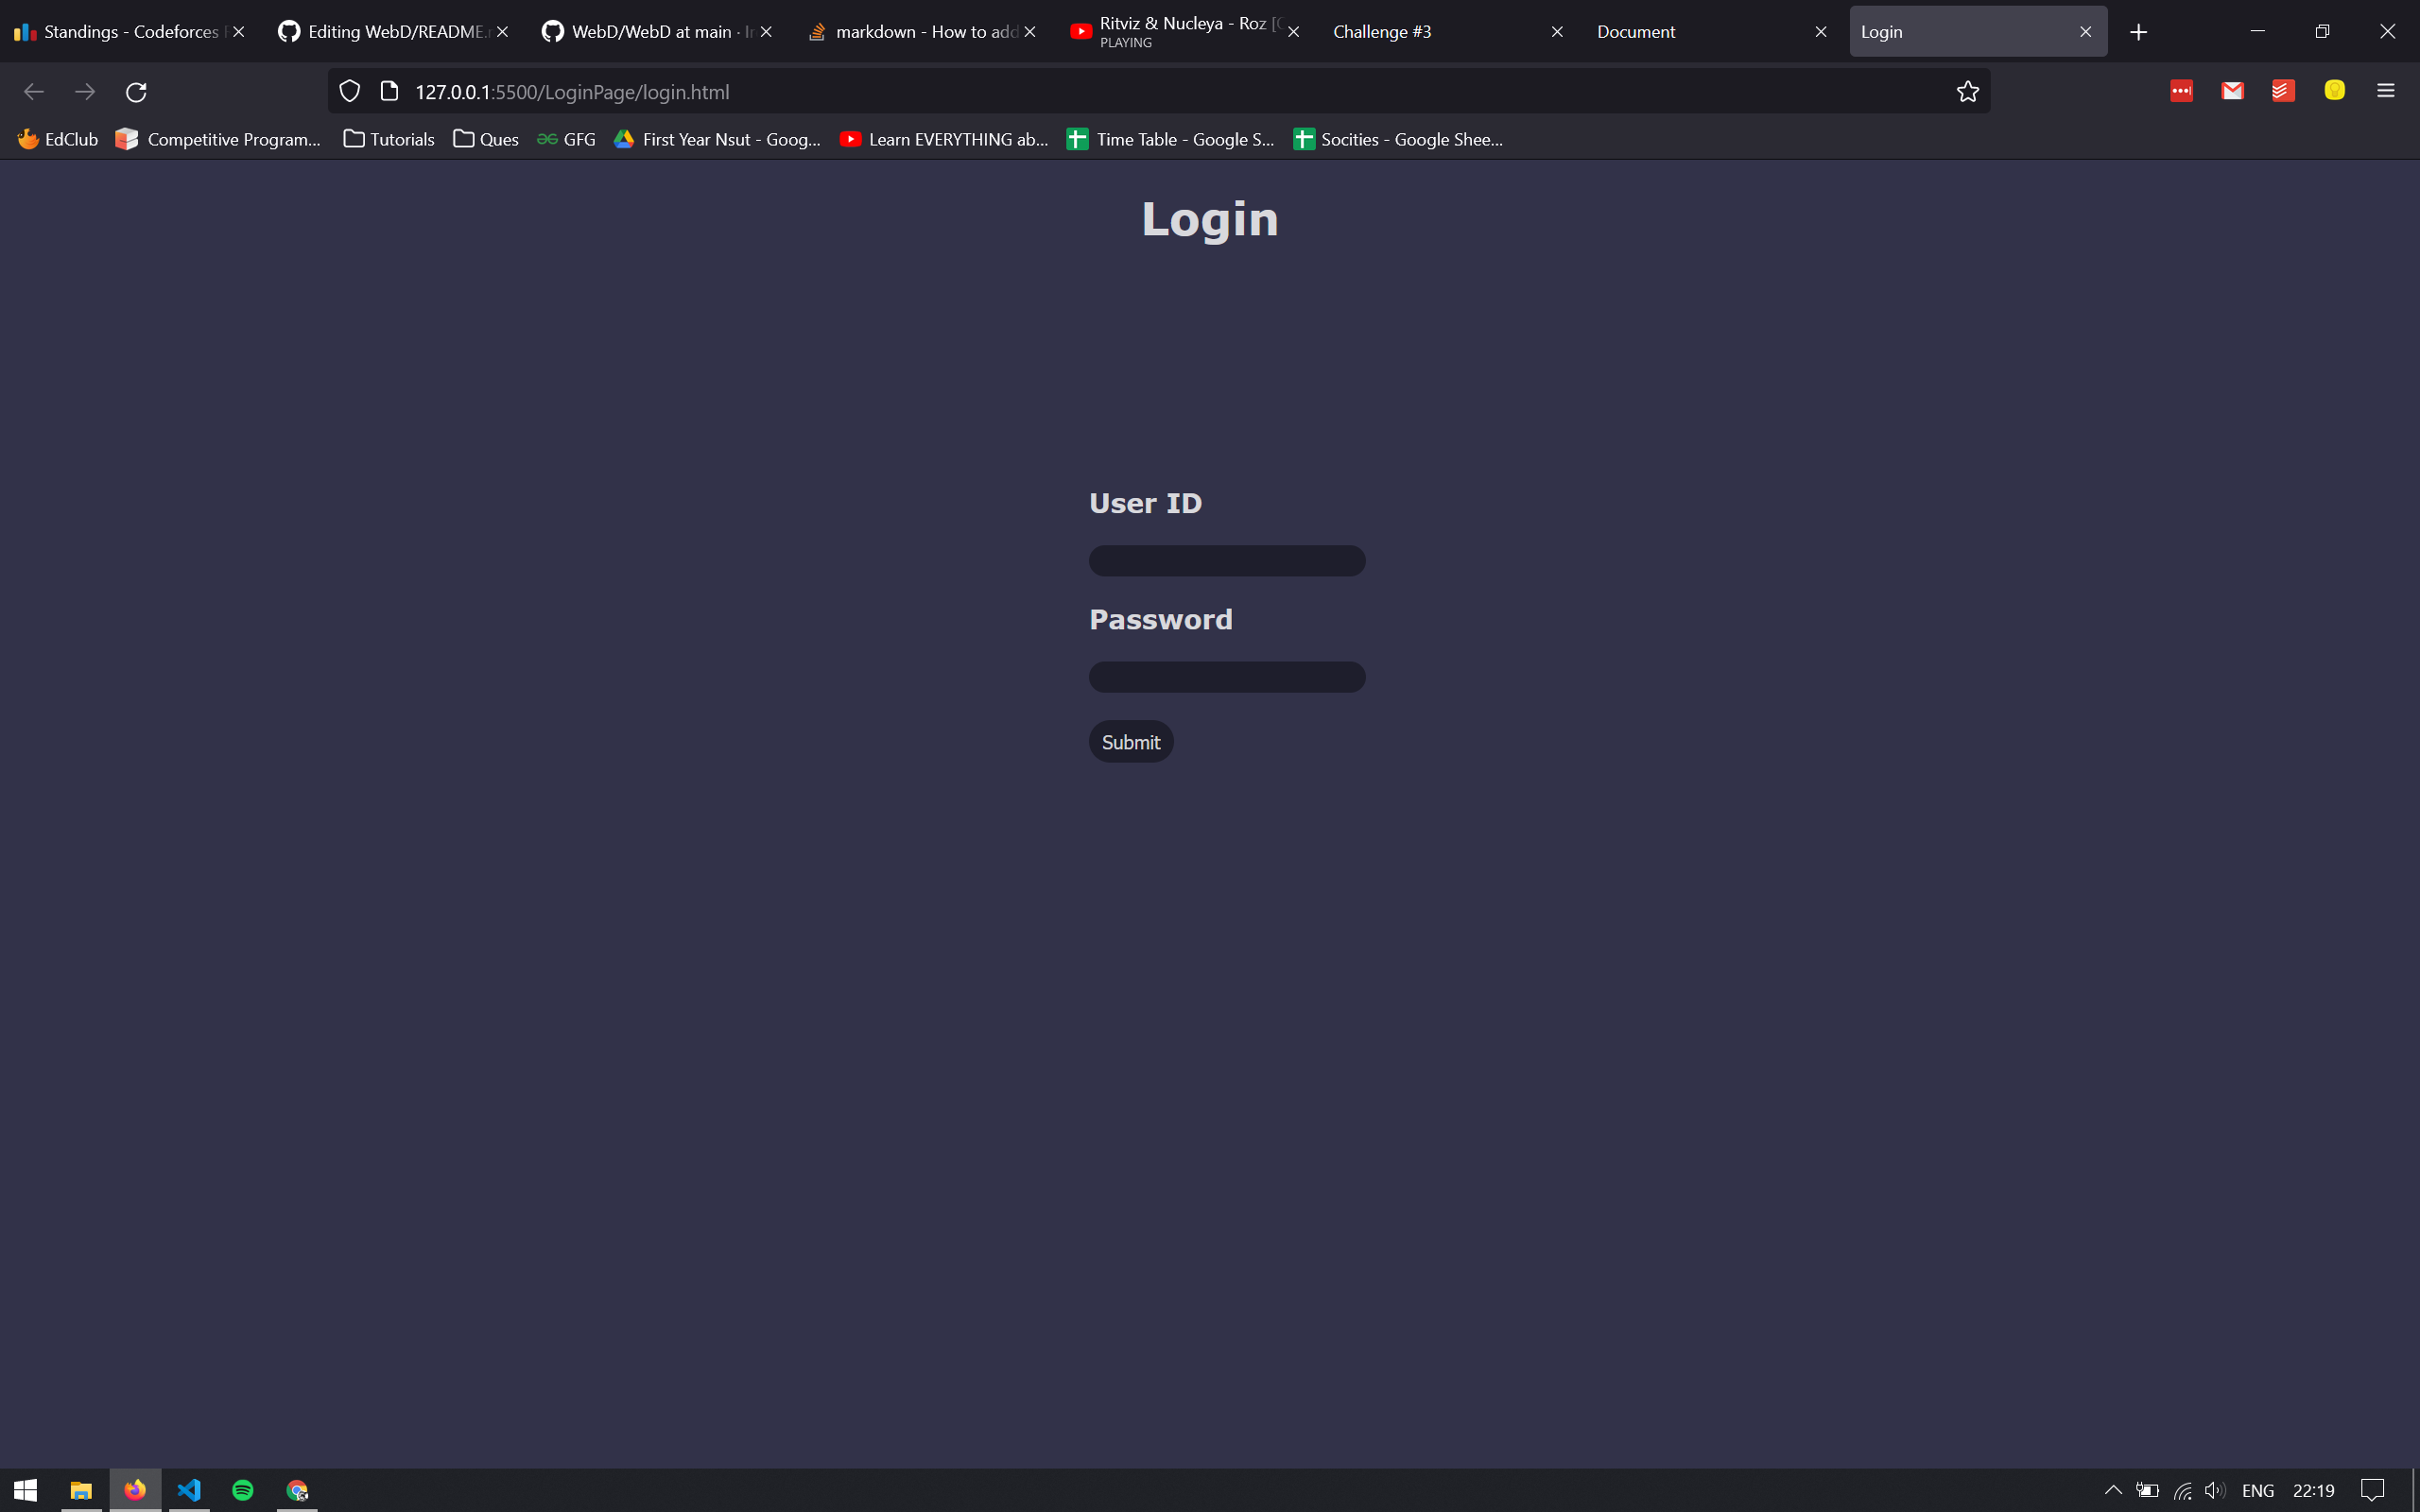 Standings - Codeforces
Editing WebD/README.
WebD/WebD at main ·
markdown - How to add
Ritviz & Nucleya - Roz
PLAYING
Challenge #3
Document
Login
127.0.0.1:5500/LoginPage/login.html
EdClub
Competitive Program...
Tutorials
Ques
GFG
First Year Nsut - Goog...
Learn EVERYTHING ab...
Time Table - Google S...
Socities - Google Shee...
Login
User ID
Password
Submit
ENG
22:19